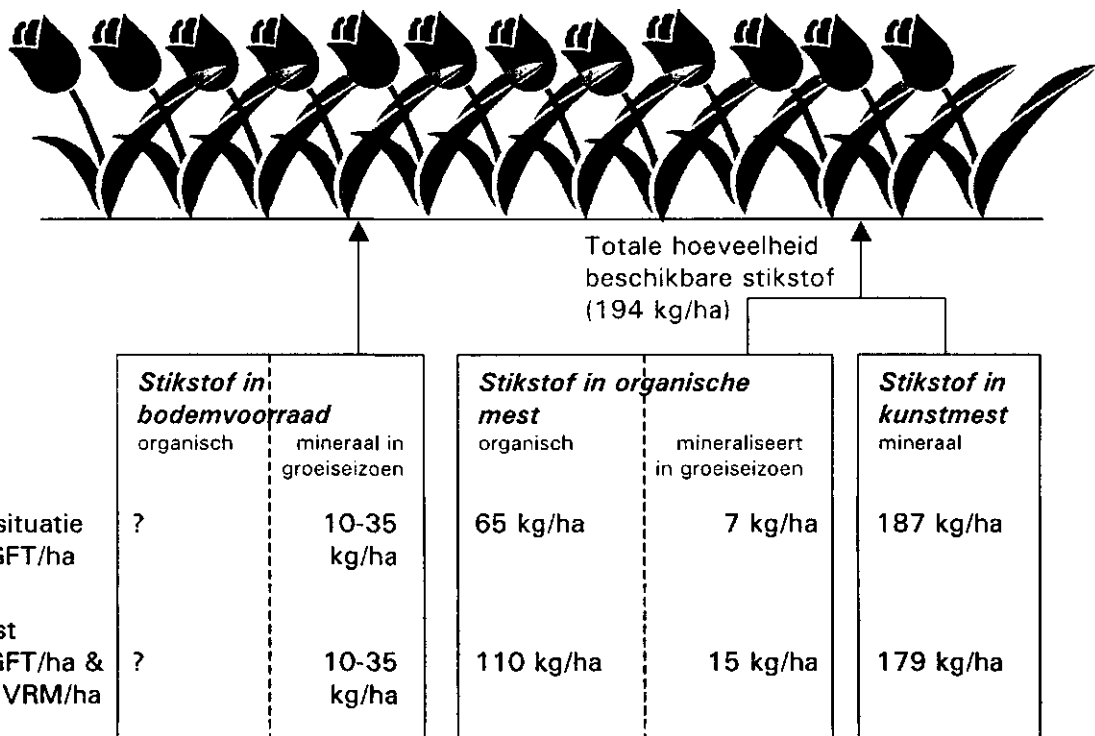 Totale hoeveelheid
beschikbare stikstof
(194 kg/ha)
Stikstof in
bodemvoorraad
organisch
mineraal in
groeiseizoen
Stikstof in organische
mest
organisch
mineraliseert
in groeiseizoen
Stikstof in
kunstmest
mineraal
situatie ? 10-35 65 kg/ha 7 kg/ha 187 kg/ha
GFT/ha kg/ha
st
GFT/ha & ? 10-35 110 kg/ha 15 kg/ha 179 kg/ha
VRM/ha kg/ha